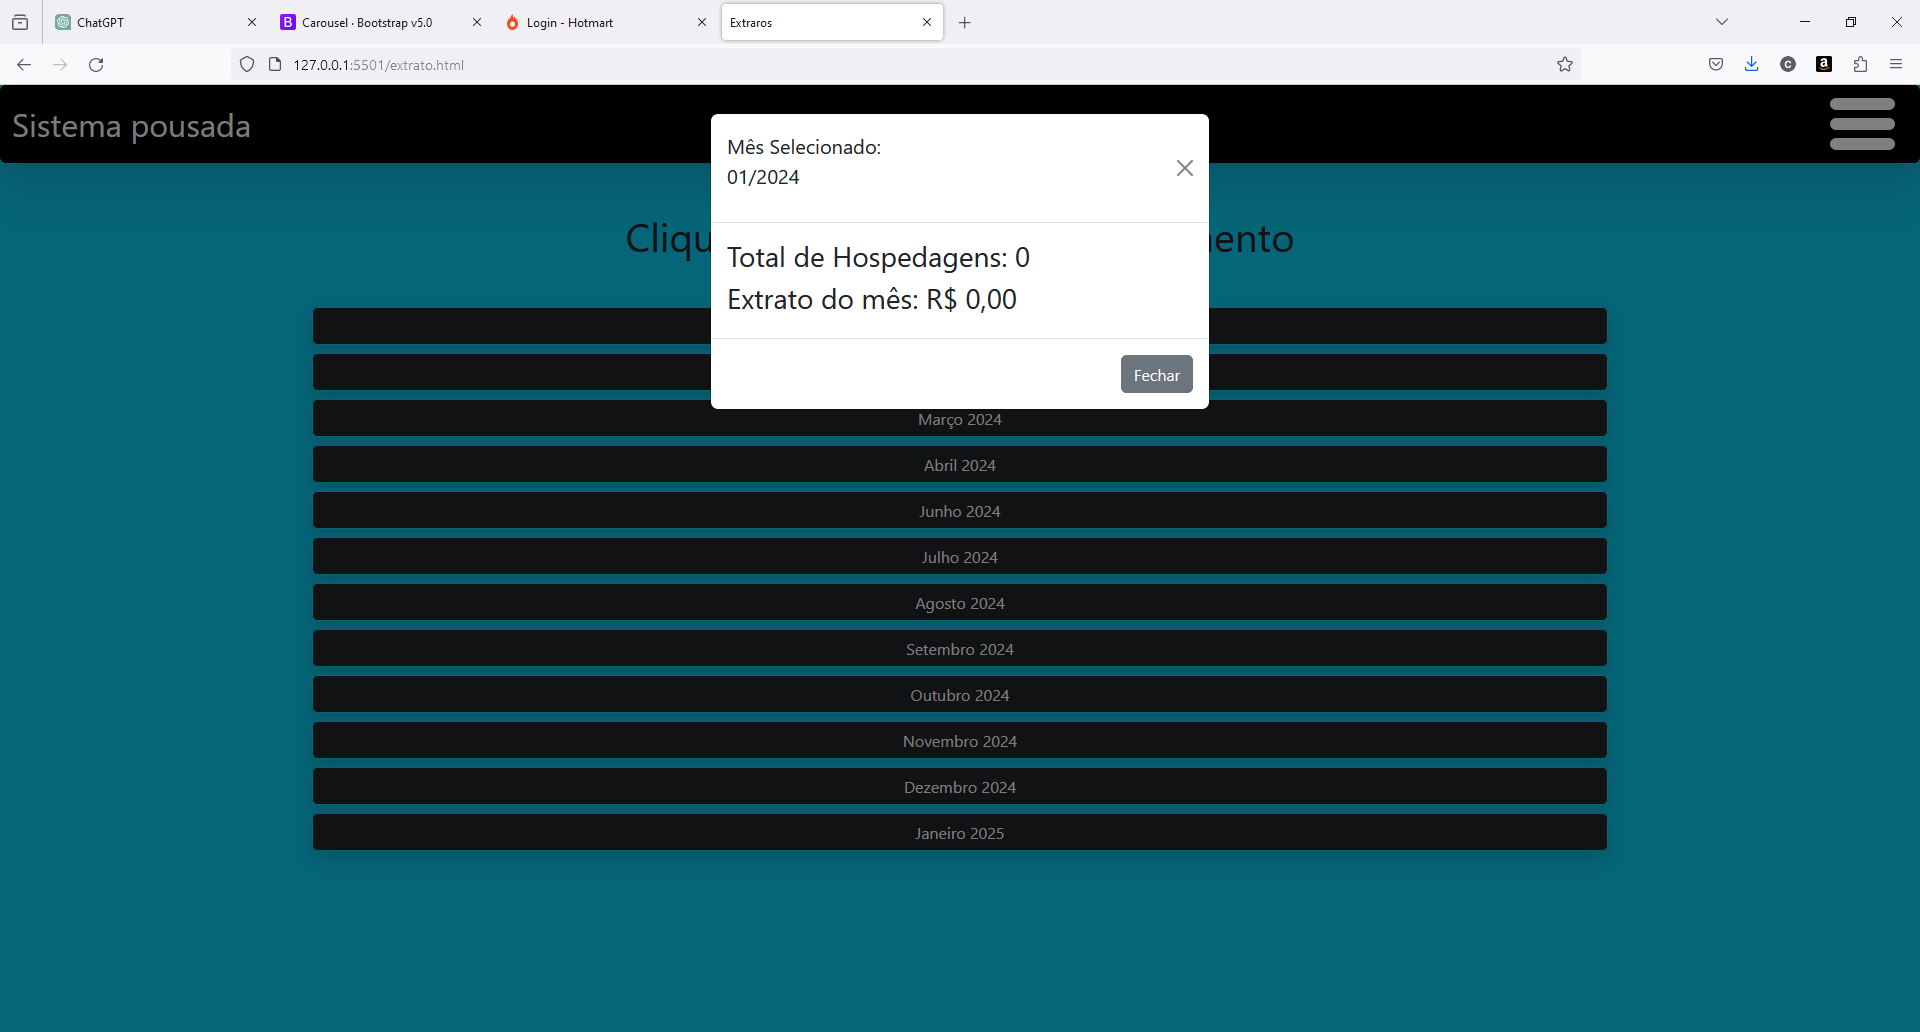 ChatGPT
Carousel · Bootstrap v5.0
Login - Hotmart
Extraros
127.0.0.1:5501/extrato.html
Sistema pousada
Mês Selecionado:
01/2024
Total de Hospedagens: 0
Extrato do mês: R$ 0,00
Fechar
Março 2024
Abril 2024
Junho 2024
Julho 2024
Agosto 2024
Setembro 2024
Outubro 2024
Novembro 2024
Dezembro 2024
Janeiro 2025